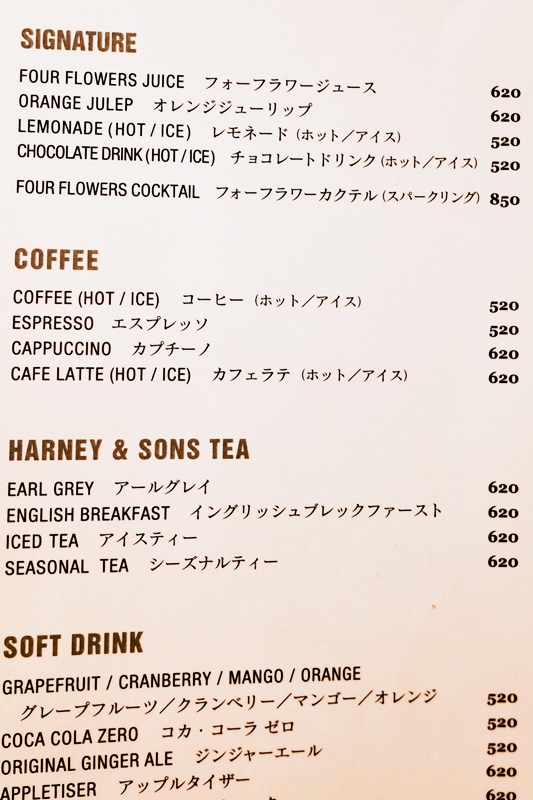 SIGNATURE
FOUR FLOWERS JUICE フォーフラワージュース 620
ORANGE JULEP オレンジジューリップ 620
LEMONADE (HOT / ICE) レモネード (ホット／アイス) 520
CHOCOLATE DRINK (HOT / ICE) チョコレートドリンク (ホット／アイス) 520
FOUR FLOWERS COCKTAIL フォーフラワーカクテル (スパークリング) 850
COFFEE
COFFEE (HOT / ICE) コーヒー (ホット／アイス) 520
ESPRESSO エスプレッソ 520
CAPPUCCINO カプチーノ 620
CAFE LATTE (HOT / ICE) カフェラテ (ホット／アイス) 620
HARNEY & SONS TEA
EARL GREY アールグレイ 620
ENGLISH BREAKFAST イングリッシュブレックファースト 620
ICED TEA アイスティー 620
SEASONAL TEA シーズナルティー 620
SOFT DRINK
GRAPEFRUIT / CRANBERRY / MANGO / ORANGE
グレープフルーツ／クランベリー／マンゴー／オレンジ 520
COCA COLA ZERO コカ・コーラ ゼロ 520
ORIGINAL GINGER ALE ジンジャーエール 520
APPLETISER アップルタイザー 620
620